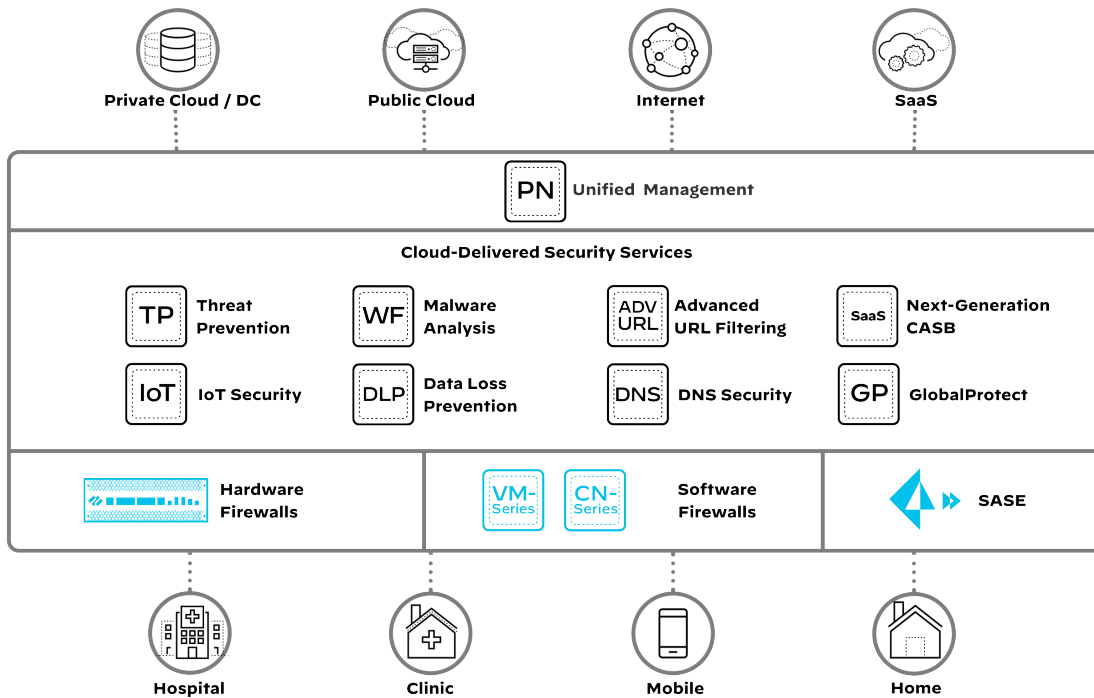 Private Cloud / DC
Public Cloud
Internet
SaaS
PN
Unified Management
Cloud-Delivered Security Services
TP
Threat
Prevention
WF
Malware
Analysis
ADV
URL
Advanced
URL Filtering
SaaS
Next-Generation
CASB
IoT
IoT Security
DLP
Data Loss
Prevention
DNS
DNS Security
GP
GlobalProtect
Hardware
Firewalls
VM-
Series
CN-
Series
Software
Firewalls
SASE
Hospital
Clinic
Mobile
Home